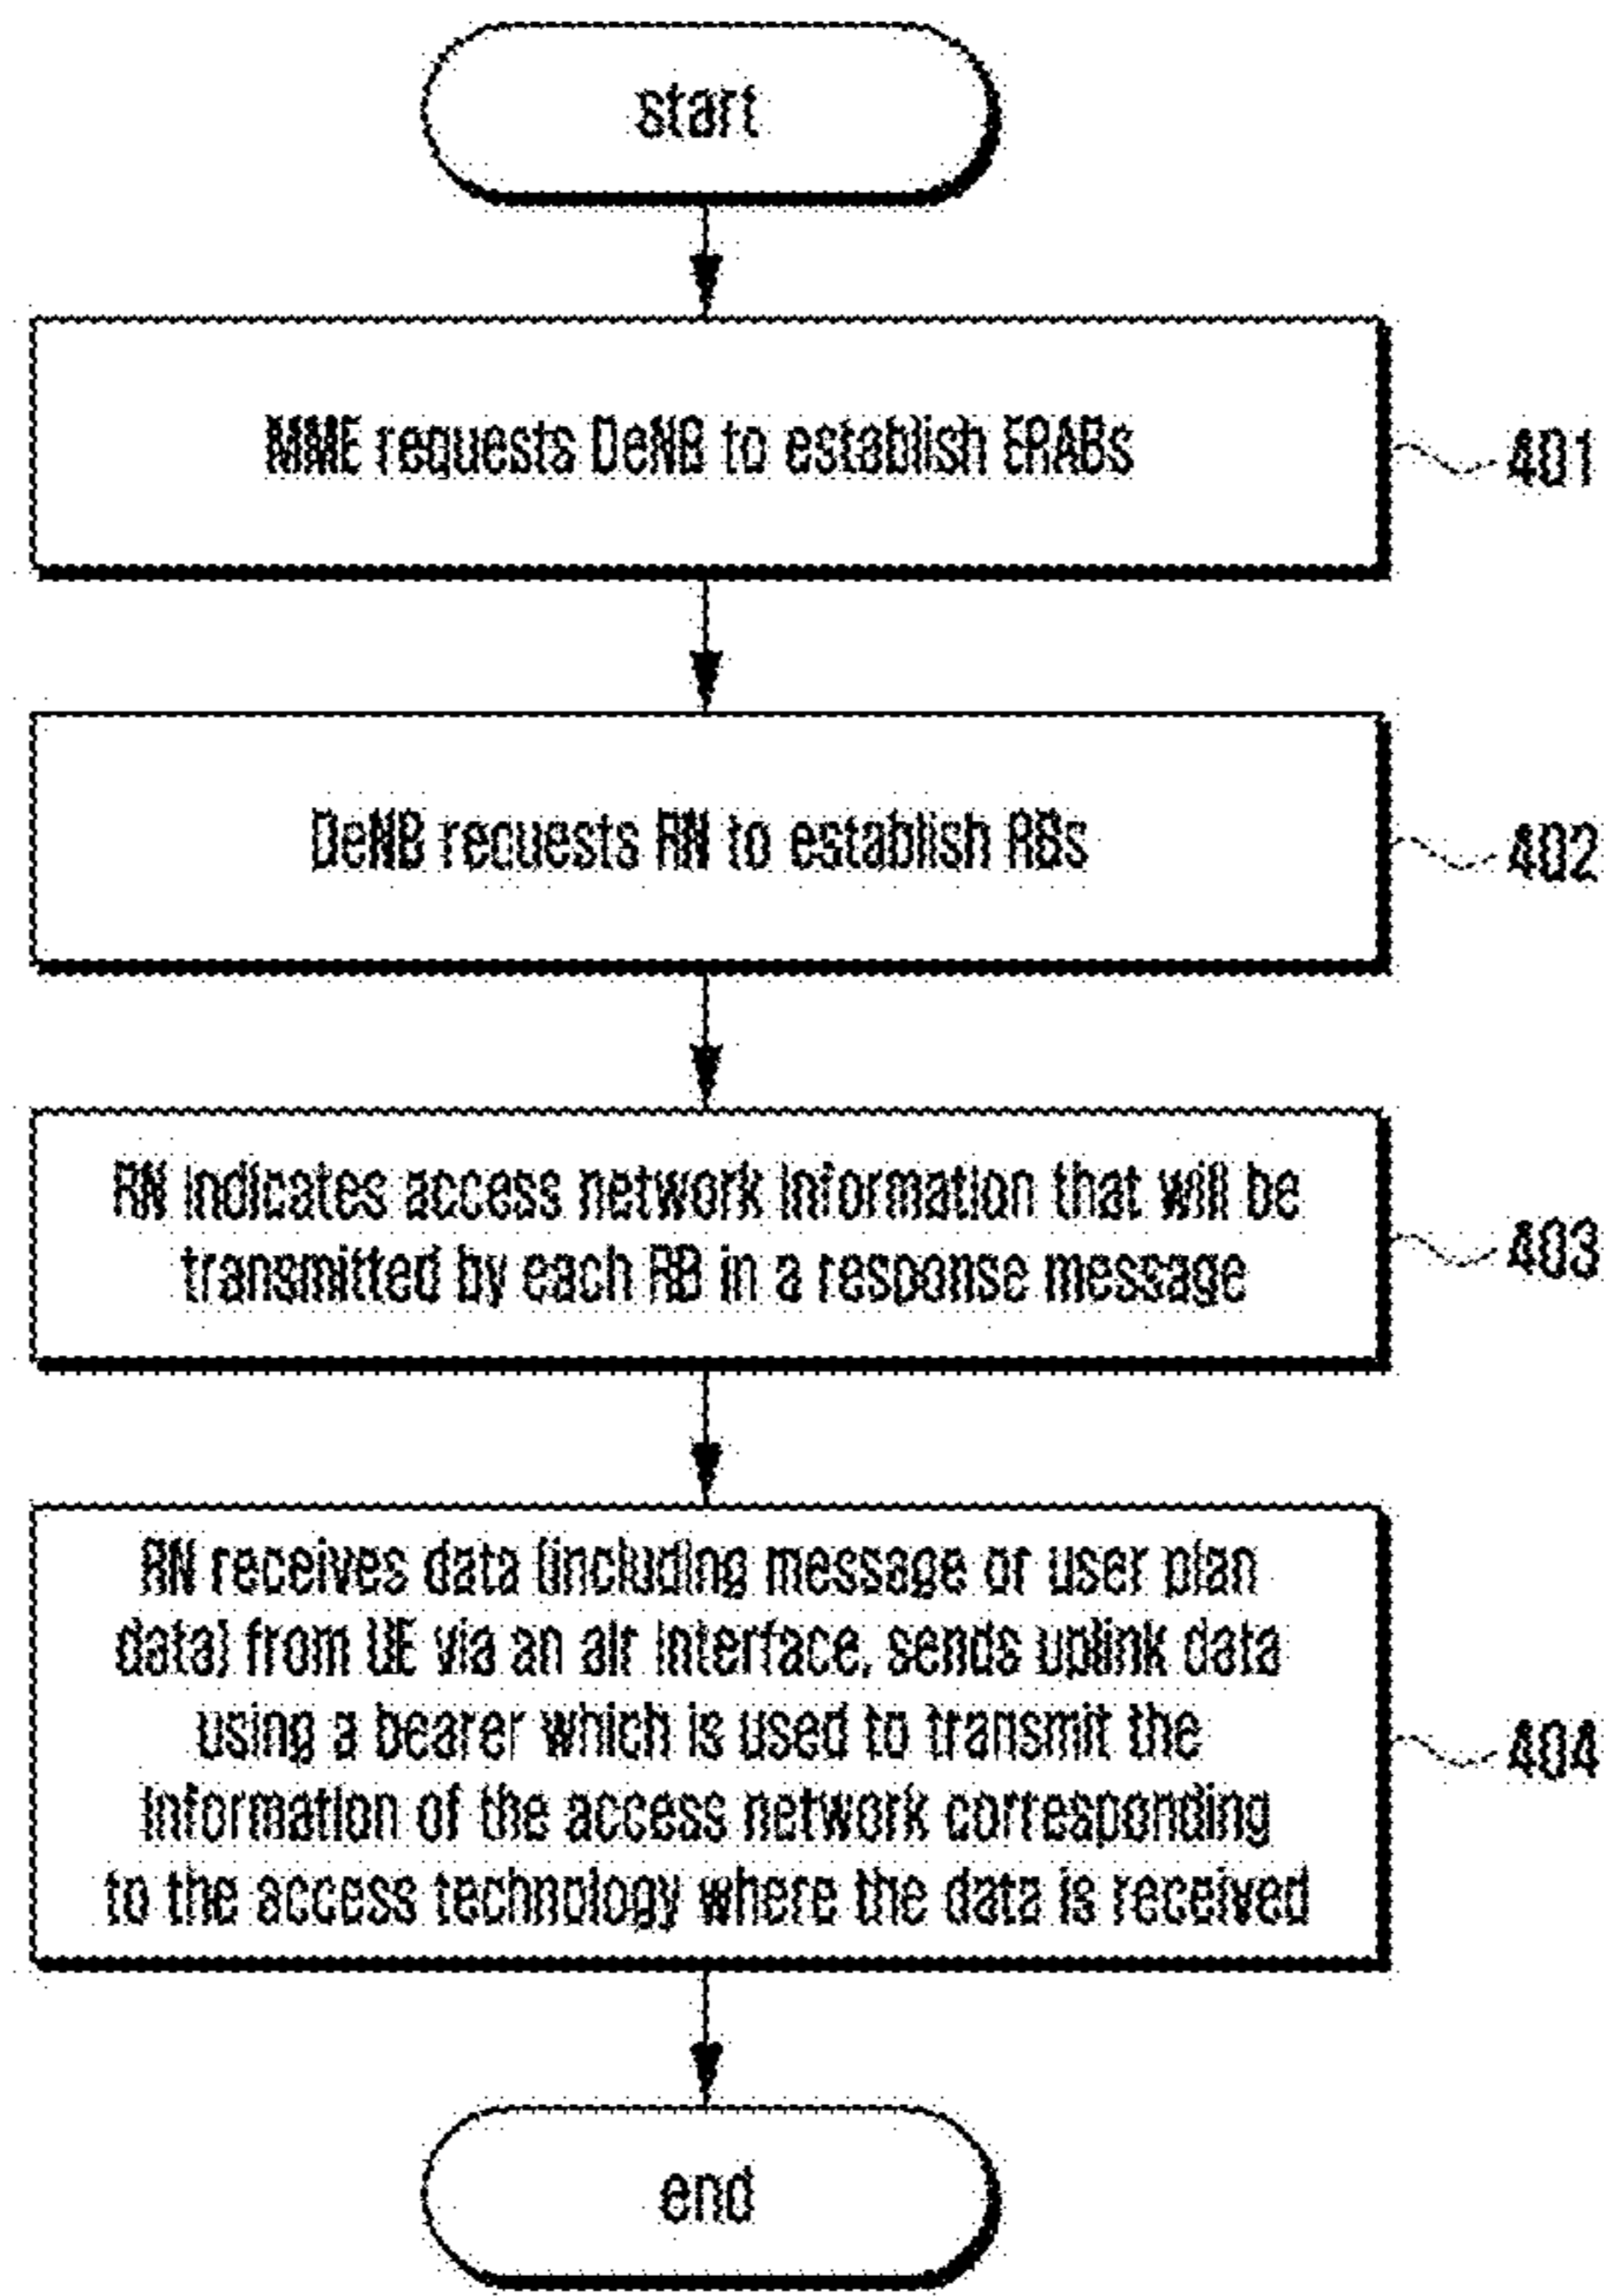 start
MME requests DeNB to establish ERABs
401
DeNB requests RN to establish RBs
402
RN indicates access network information that will be
transmitted by each RB in a response message
403
RN receives data (including message or user plan
data) from UE via an air interface, sends uplink data
using a bearer which is used to transmit the
information of the access network corresponding
to the access technology where the data is received
404
end